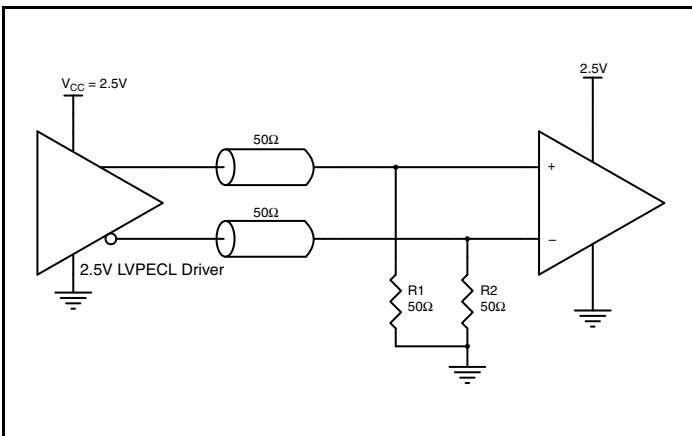 V_CC = 2.5V
2.5V
50Ω
+
50Ω
–
2.5V LVPECL Driver
R1
50Ω
R2
50Ω